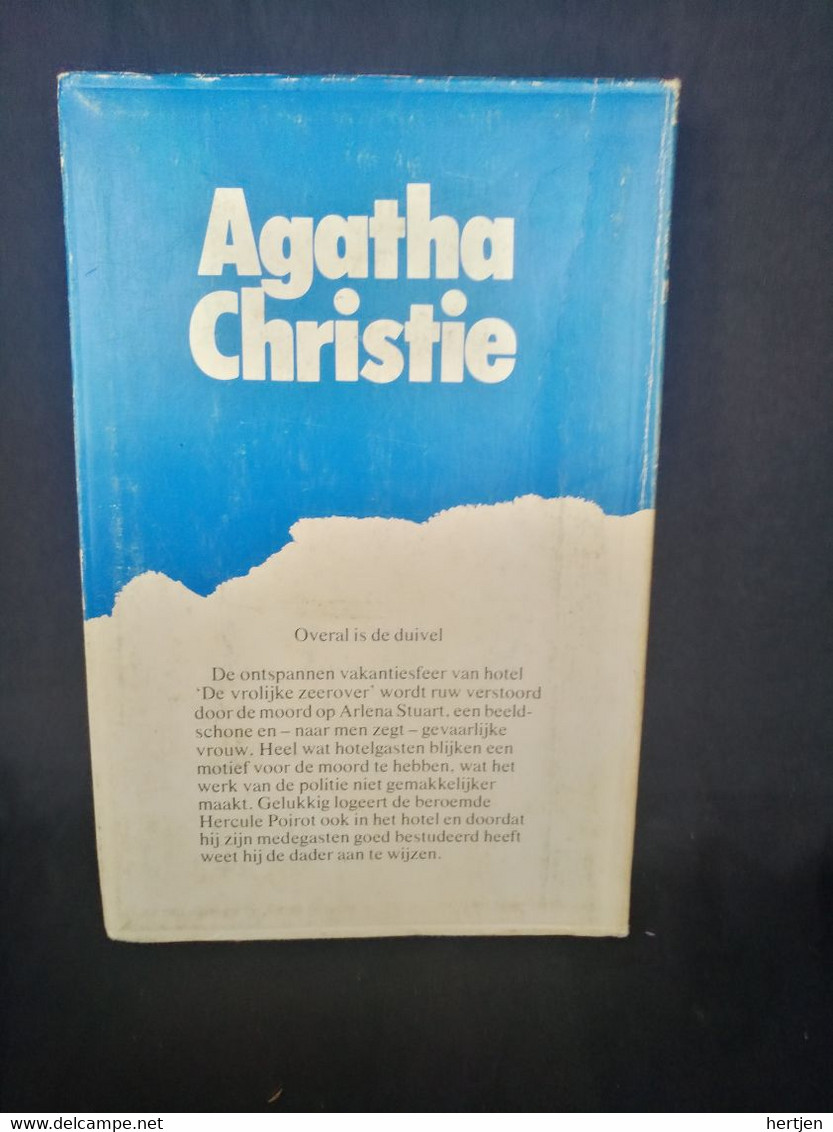 Agatha
Christie
Overal is de duivel
De ontspannen vakantiesfeer van hotel
‘De vrolijke zeerover’ wordt ruw verstoord
door de moord op Arlena Stuart, een beeld-
schone en – naar men zegt – gevaarlijke
vrouw. Heel wat hotelgasten blijken een
motief voor de moord te hebben, wat het
werk van de politie niet gemakkelijker
maakt. Gelukkig logeert de beroemde
Hercule Poirot ook in het hotel en doordat
hij zijn medegasten goed bestudeerd heeft
weet hij de dader aan te wijzen.
www.delcampe.net
hertjen